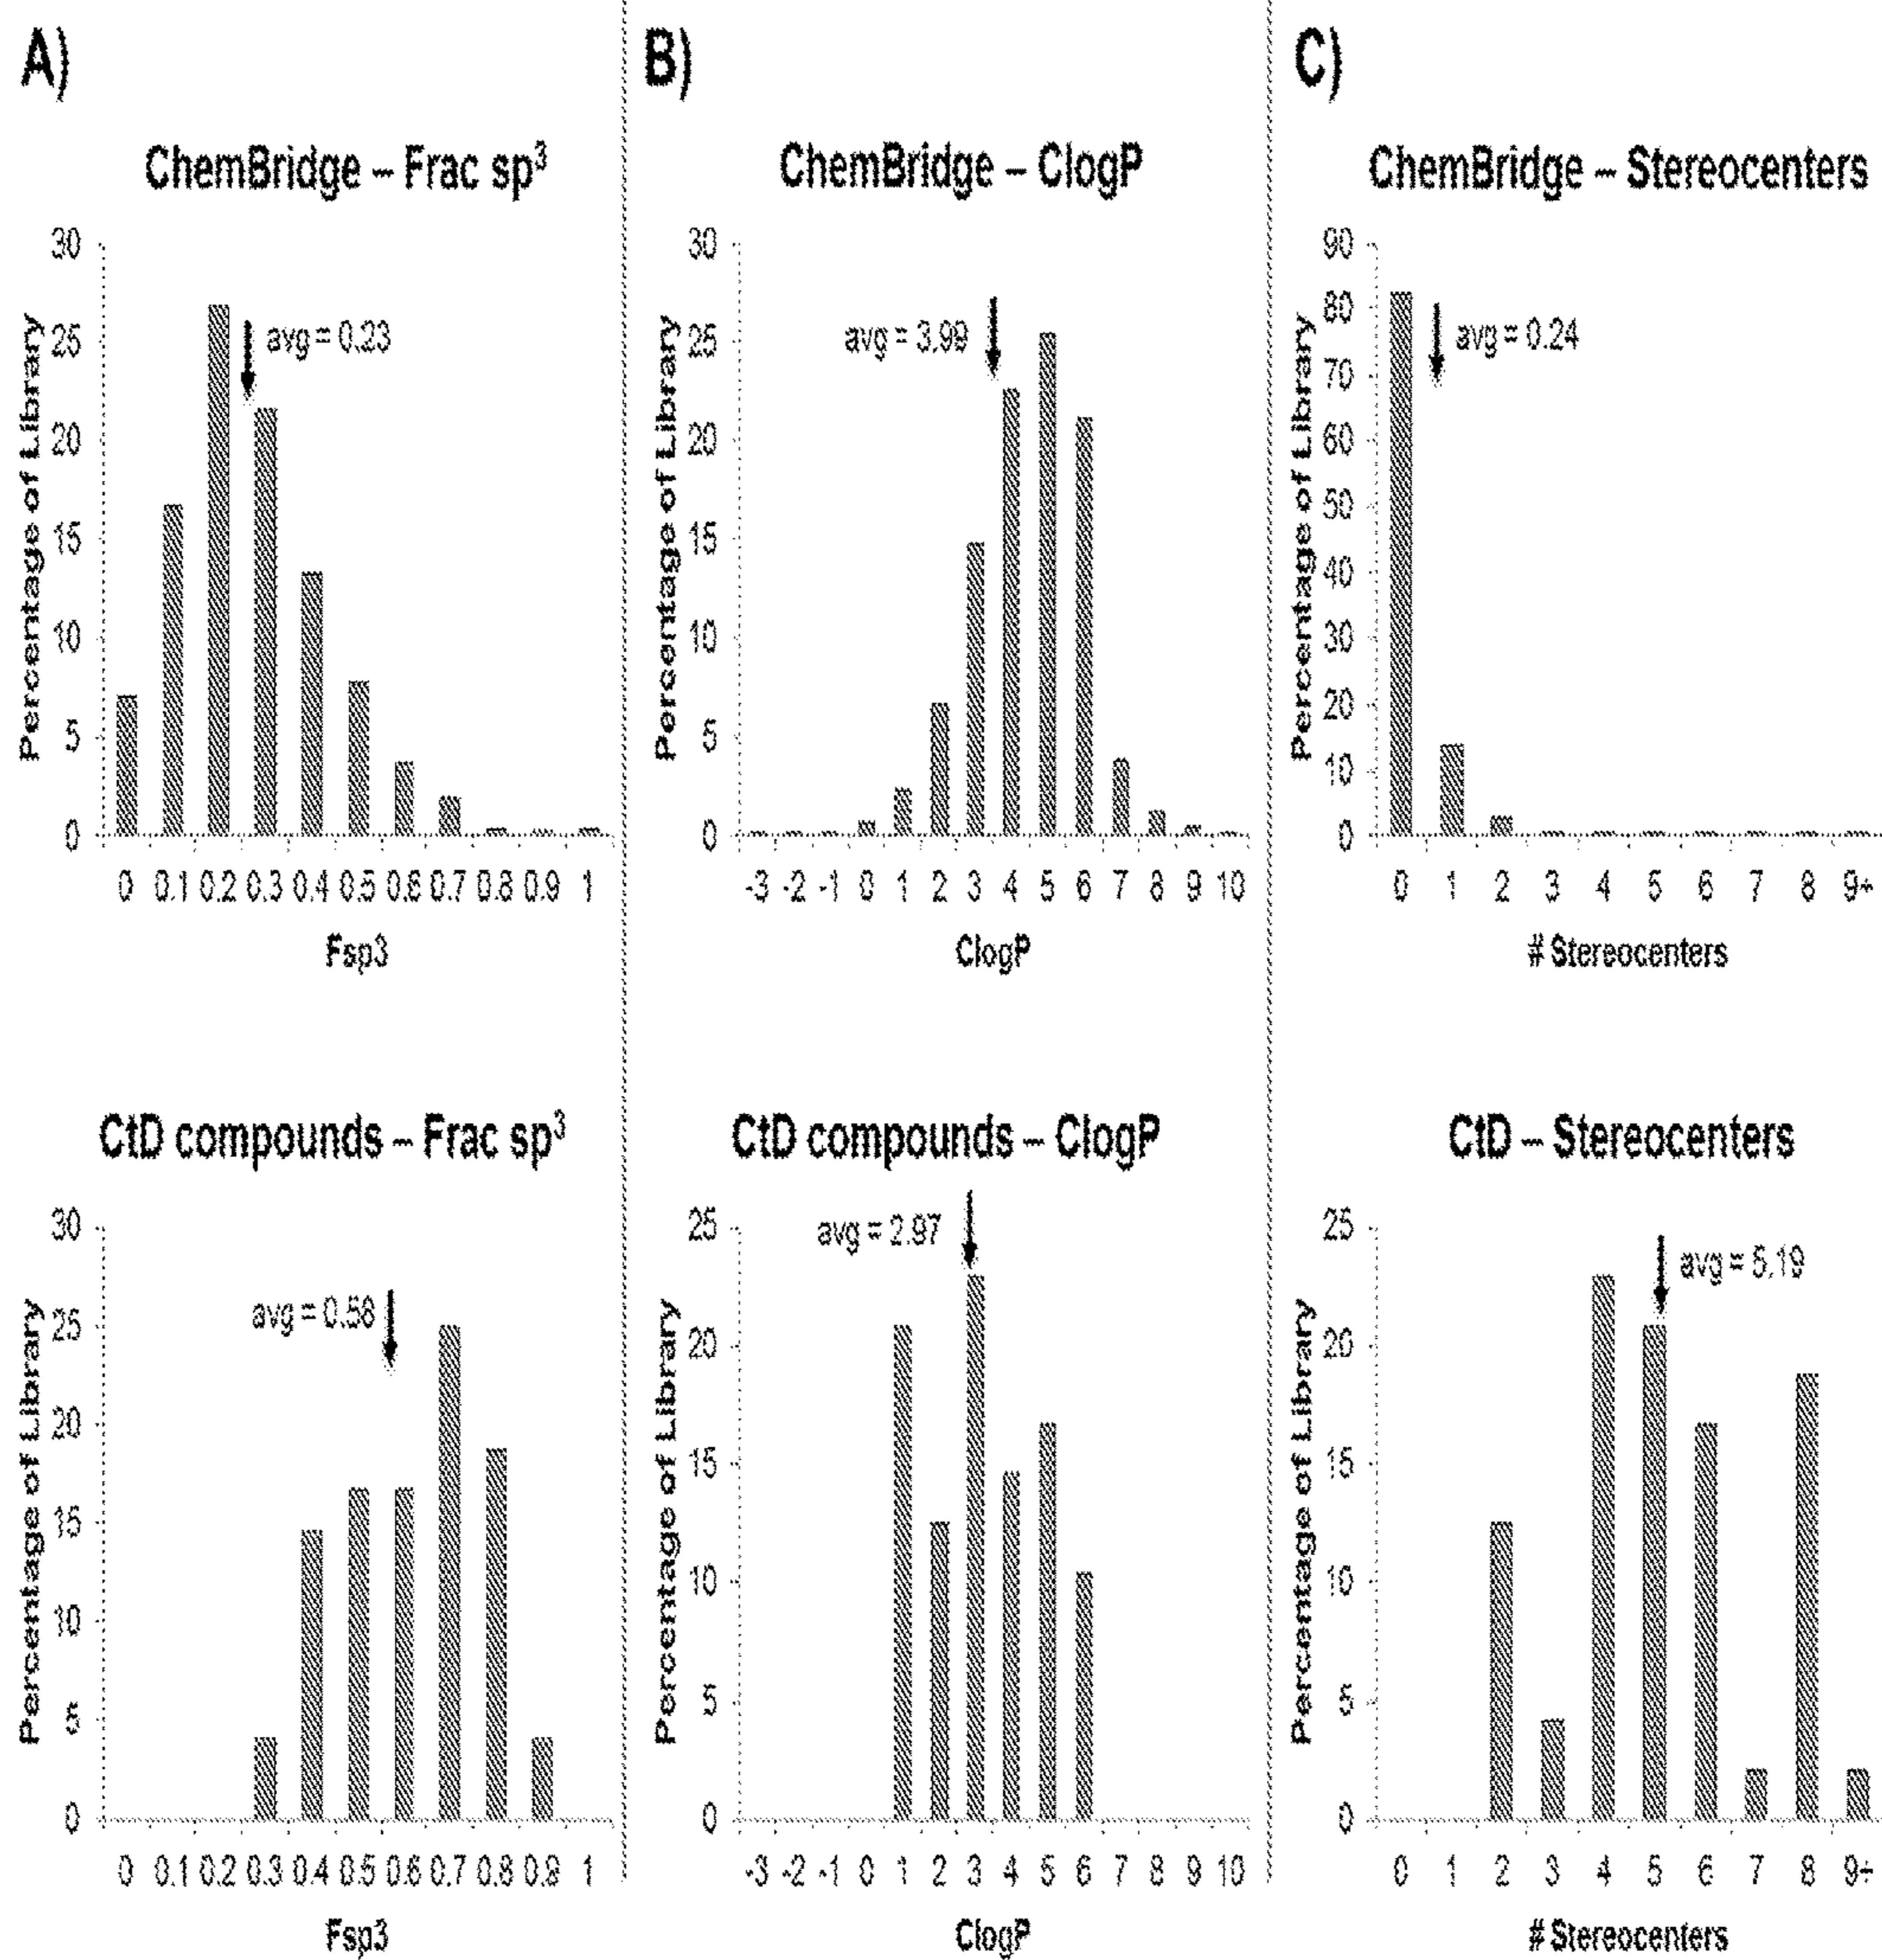 A)
B)
C)
ChemBridge – Frac sp³
30
25
20
15
10
5
0
Percentage of Library
avg = 0.23
0 0.1 0.2 0.3 0.4 0.5 0.6 0.7 0.8 0.9 1
Fsp3
ChemBridge – ClogP
30
25
20
15
10
5
0
Percentage of Library
avg = 3.99
-3 -2 -1 0 1 2 3 4 5 6 7 8 9 10
ClogP
ChemBridge – Stereocenters
90
80
70
60
50
40
30
20
10
0
Percentage of Library
avg = 0.24
0 1 2 3 4 5 6 7 8 9+
# Stereocenters
CtD compounds – Frac sp³
30
25
20
15
10
5
0
Percentage of Library
avg = 0.58
0 0.1 0.2 0.3 0.4 0.5 0.6 0.7 0.8 0.9 1
Fsp3
CtD compounds – ClogP
25
20
15
10
5
0
Percentage of Library
avg = 2.97
-3 -2 -1 0 1 2 3 4 5 6 7 8 9 10
ClogP
CtD – Stereocenters
25
20
15
10
5
0
Percentage of Library
avg = 5.19
0 1 2 3 4 5 6 7 8 9+
# Stereocenters